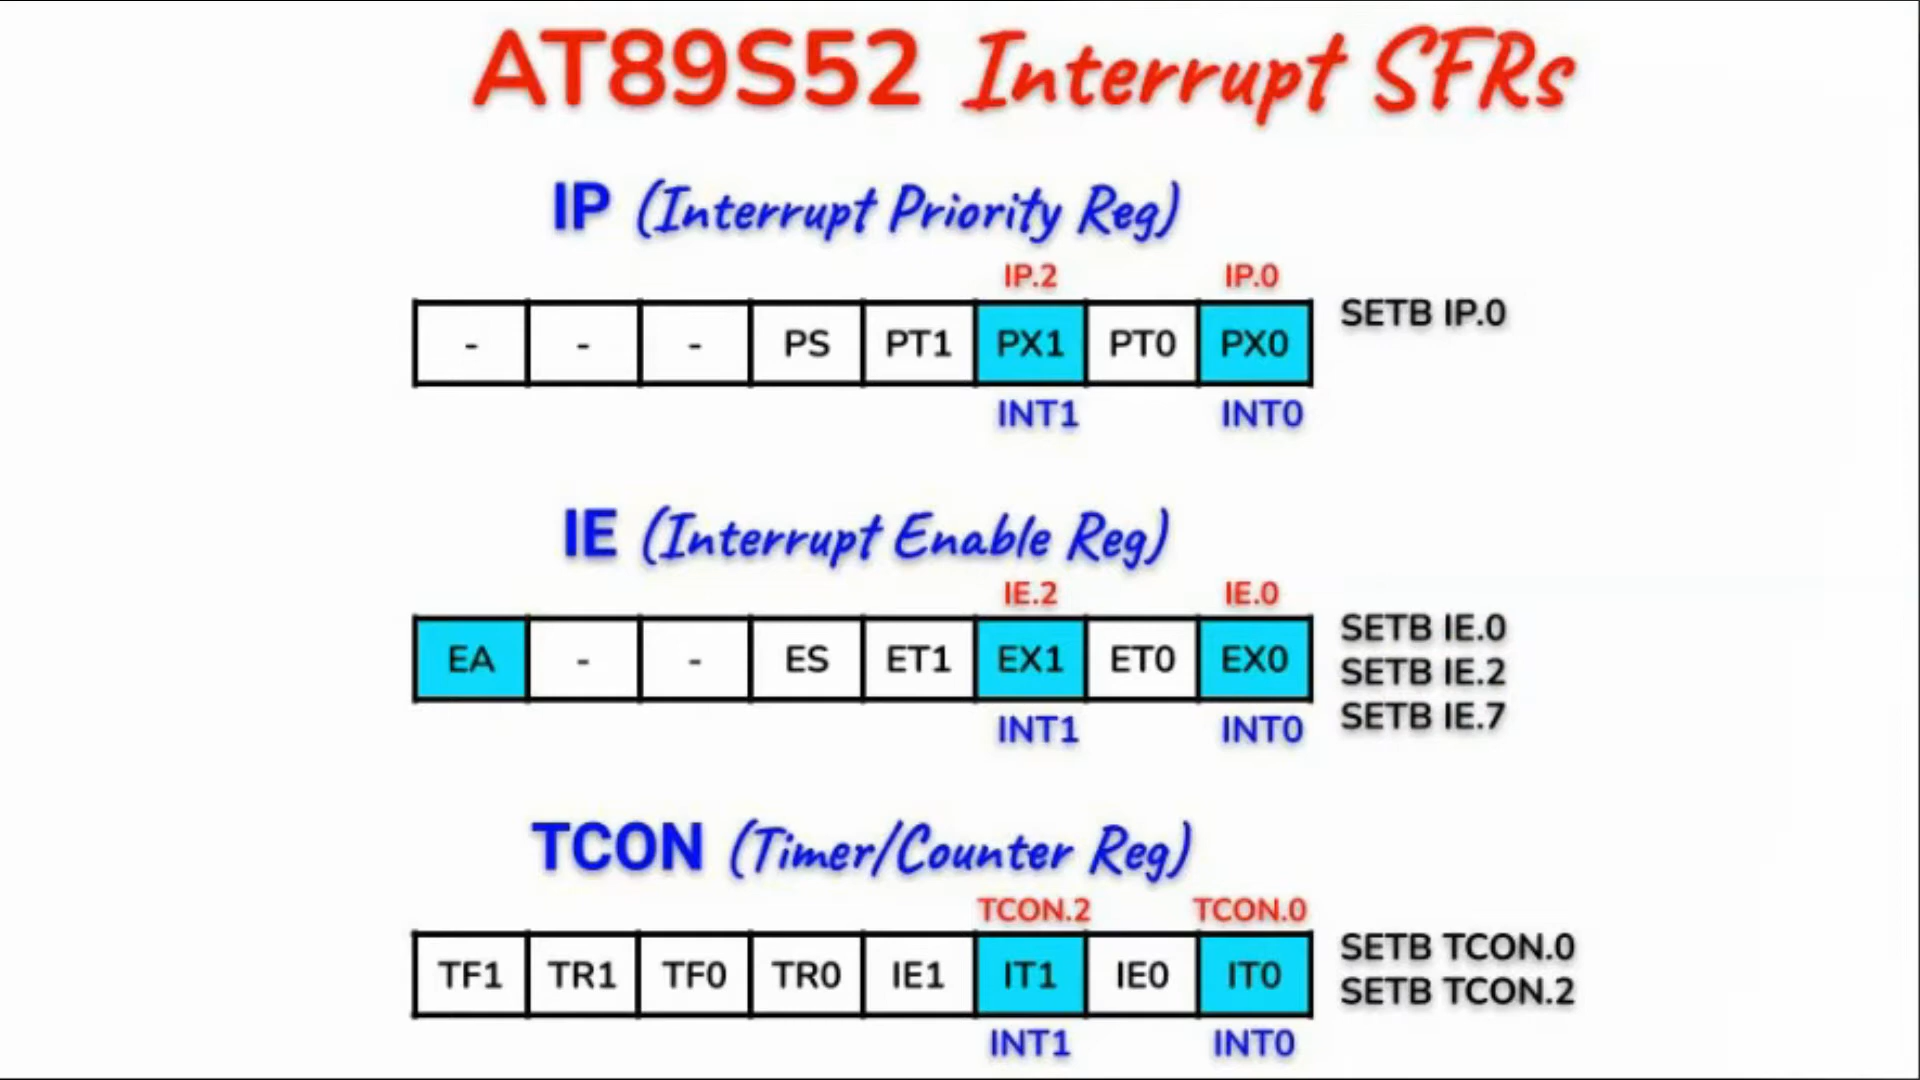 AT89S52 Interrupt SFRs
IP (Interrupt Priority Reg)
IP.2 IP.0
- - - PS PT1 PX1 PT0 PX0 SETB IP.0
INT1 INT0
IE (Interrupt Enable Reg)
IE.2 IE.0
EA - - ES ET1 EX1 ET0 EX0 SETB IE.0
SETB IE.2
SETB IE.7
INT1 INT0
TCON (Timer/Counter Reg)
TCON.2 TCON.0
TF1 TR1 TF0 TR0 IE1 IT1 IE0 IT0 SETB TCON.0
SETB TCON.2
INT1 INT0